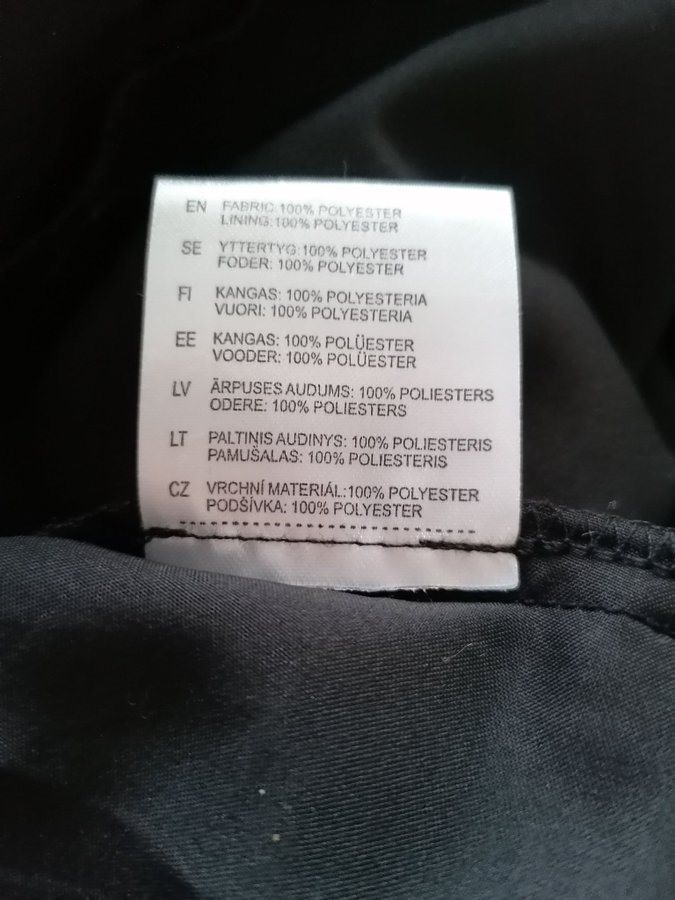 EN FABRIC:100% POLYESTER
LINING:100% POLYESTER
SE YTTERTYG:100% POLYESTER
FODER: 100% POLYESTER
FI KANGAS: 100% POLYESTERIA
VUORI: 100% POLYESTERIA
EE KANGAS: 100% POLÜESTER
VOODER: 100% POLÜESTER
LV ĀRPUSES AUDUMS: 100% POLIESTERS
ODERE: 100% POLIESTERS
LT PALTINIS AUDINYS: 100% POLIESTERIS
PAMUŠALAS: 100% POLIESTERIS
CZ VRCHNÍ MATERIÁL:100% POLYESTER
PODŠÍVKA: 100% POLYESTER